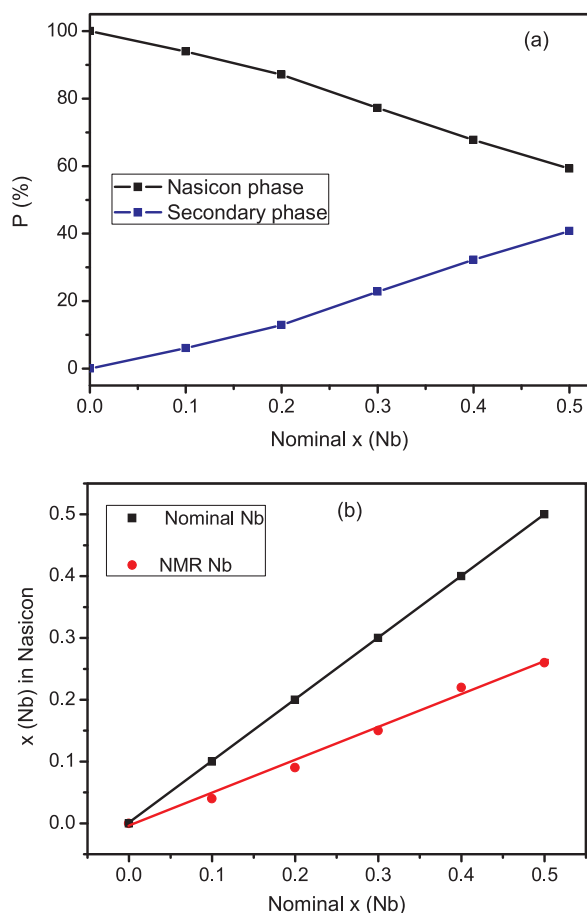 (a)
100
80
60
40
20
0
P (%)
Nasicon phase
Secondary phase
0.0 0.1 0.2 0.3 0.4 0.5
Nominal x (Nb)
(b)
Nominal Nb
NMR Nb
0.5
0.4
0.3
0.2
0.1
0.0
x (Nb) in Nasicon
0.0 0.1 0.2 0.3 0.4 0.5
Nominal x (Nb)